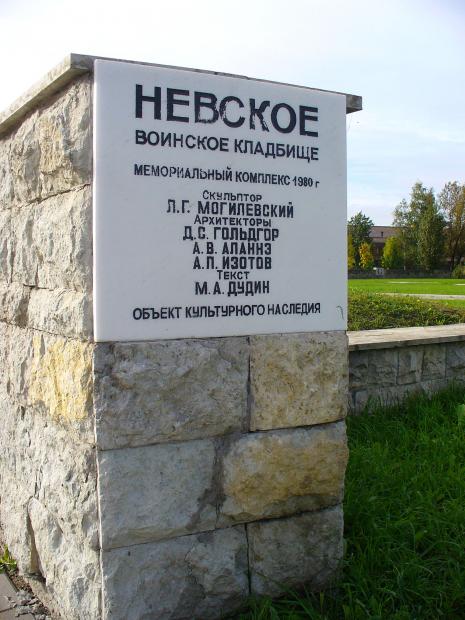 НЕВСКОЕ
ВОИНСКОЕ КЛАДБИЩЕ
МЕМОРИАЛЬНЫЙ КОМПЛЕКС 1980 г
Скульптор
Л.Г. МОГИЛЕВСКИЙ
Архитекторы
Д.С. ГОЛЬДГОР
А.В. АЛАННЭ
А.П. ИЗОТОВ
Текст
М.А. ДУДИН
ОБЪЕКТ КУЛЬТУРНОГО НАСЛЕДИЯ